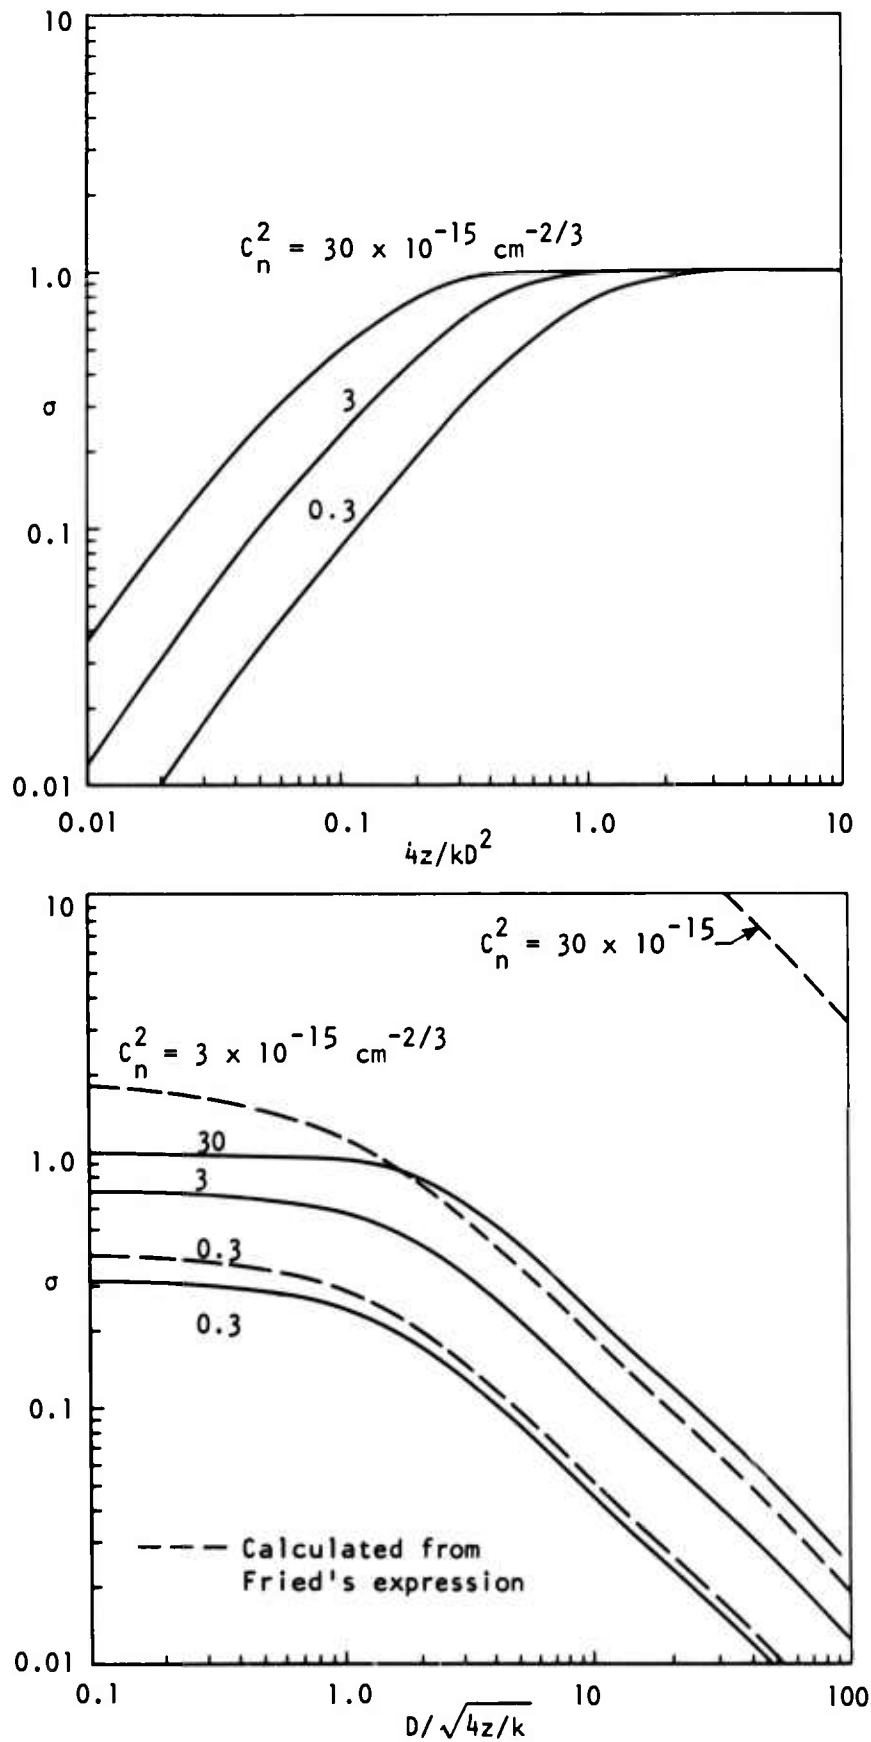 10
C_n^2 = 30 x 10^-15 cm^-2/3
1.0
3
σ
0.3
0.1
0.01
0.01 0.1 1.0 10
4z/kD^2
10
C_n^2 = 30 x 10^-15
C_n^2 = 3 x 10^-15 cm^-2/3
30
1.0
3
0.3
σ
0.3
0.1
Calculated from
Fried's expression
0.01
0.1 1.0 10 100
D/√4z/k